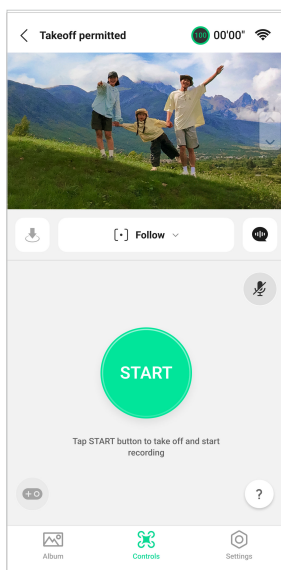 Takeoff permitted
100
00'00"
Follow
START
Tap START button to take off and start
recording
?
Album
Controls
Settings